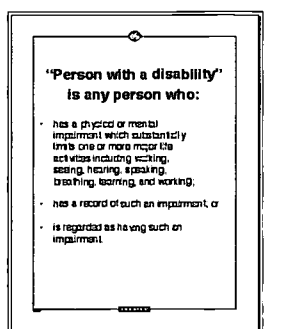 “Person with a disability”
is any person who:
- has a physical or mental
impairment which substantially
limits one or more major life
activities including walking,
seeing, hearing, speaking,
breathing, learning, and working;
- has a record of such an impairment, or
- is regarded as having such an
impairment.